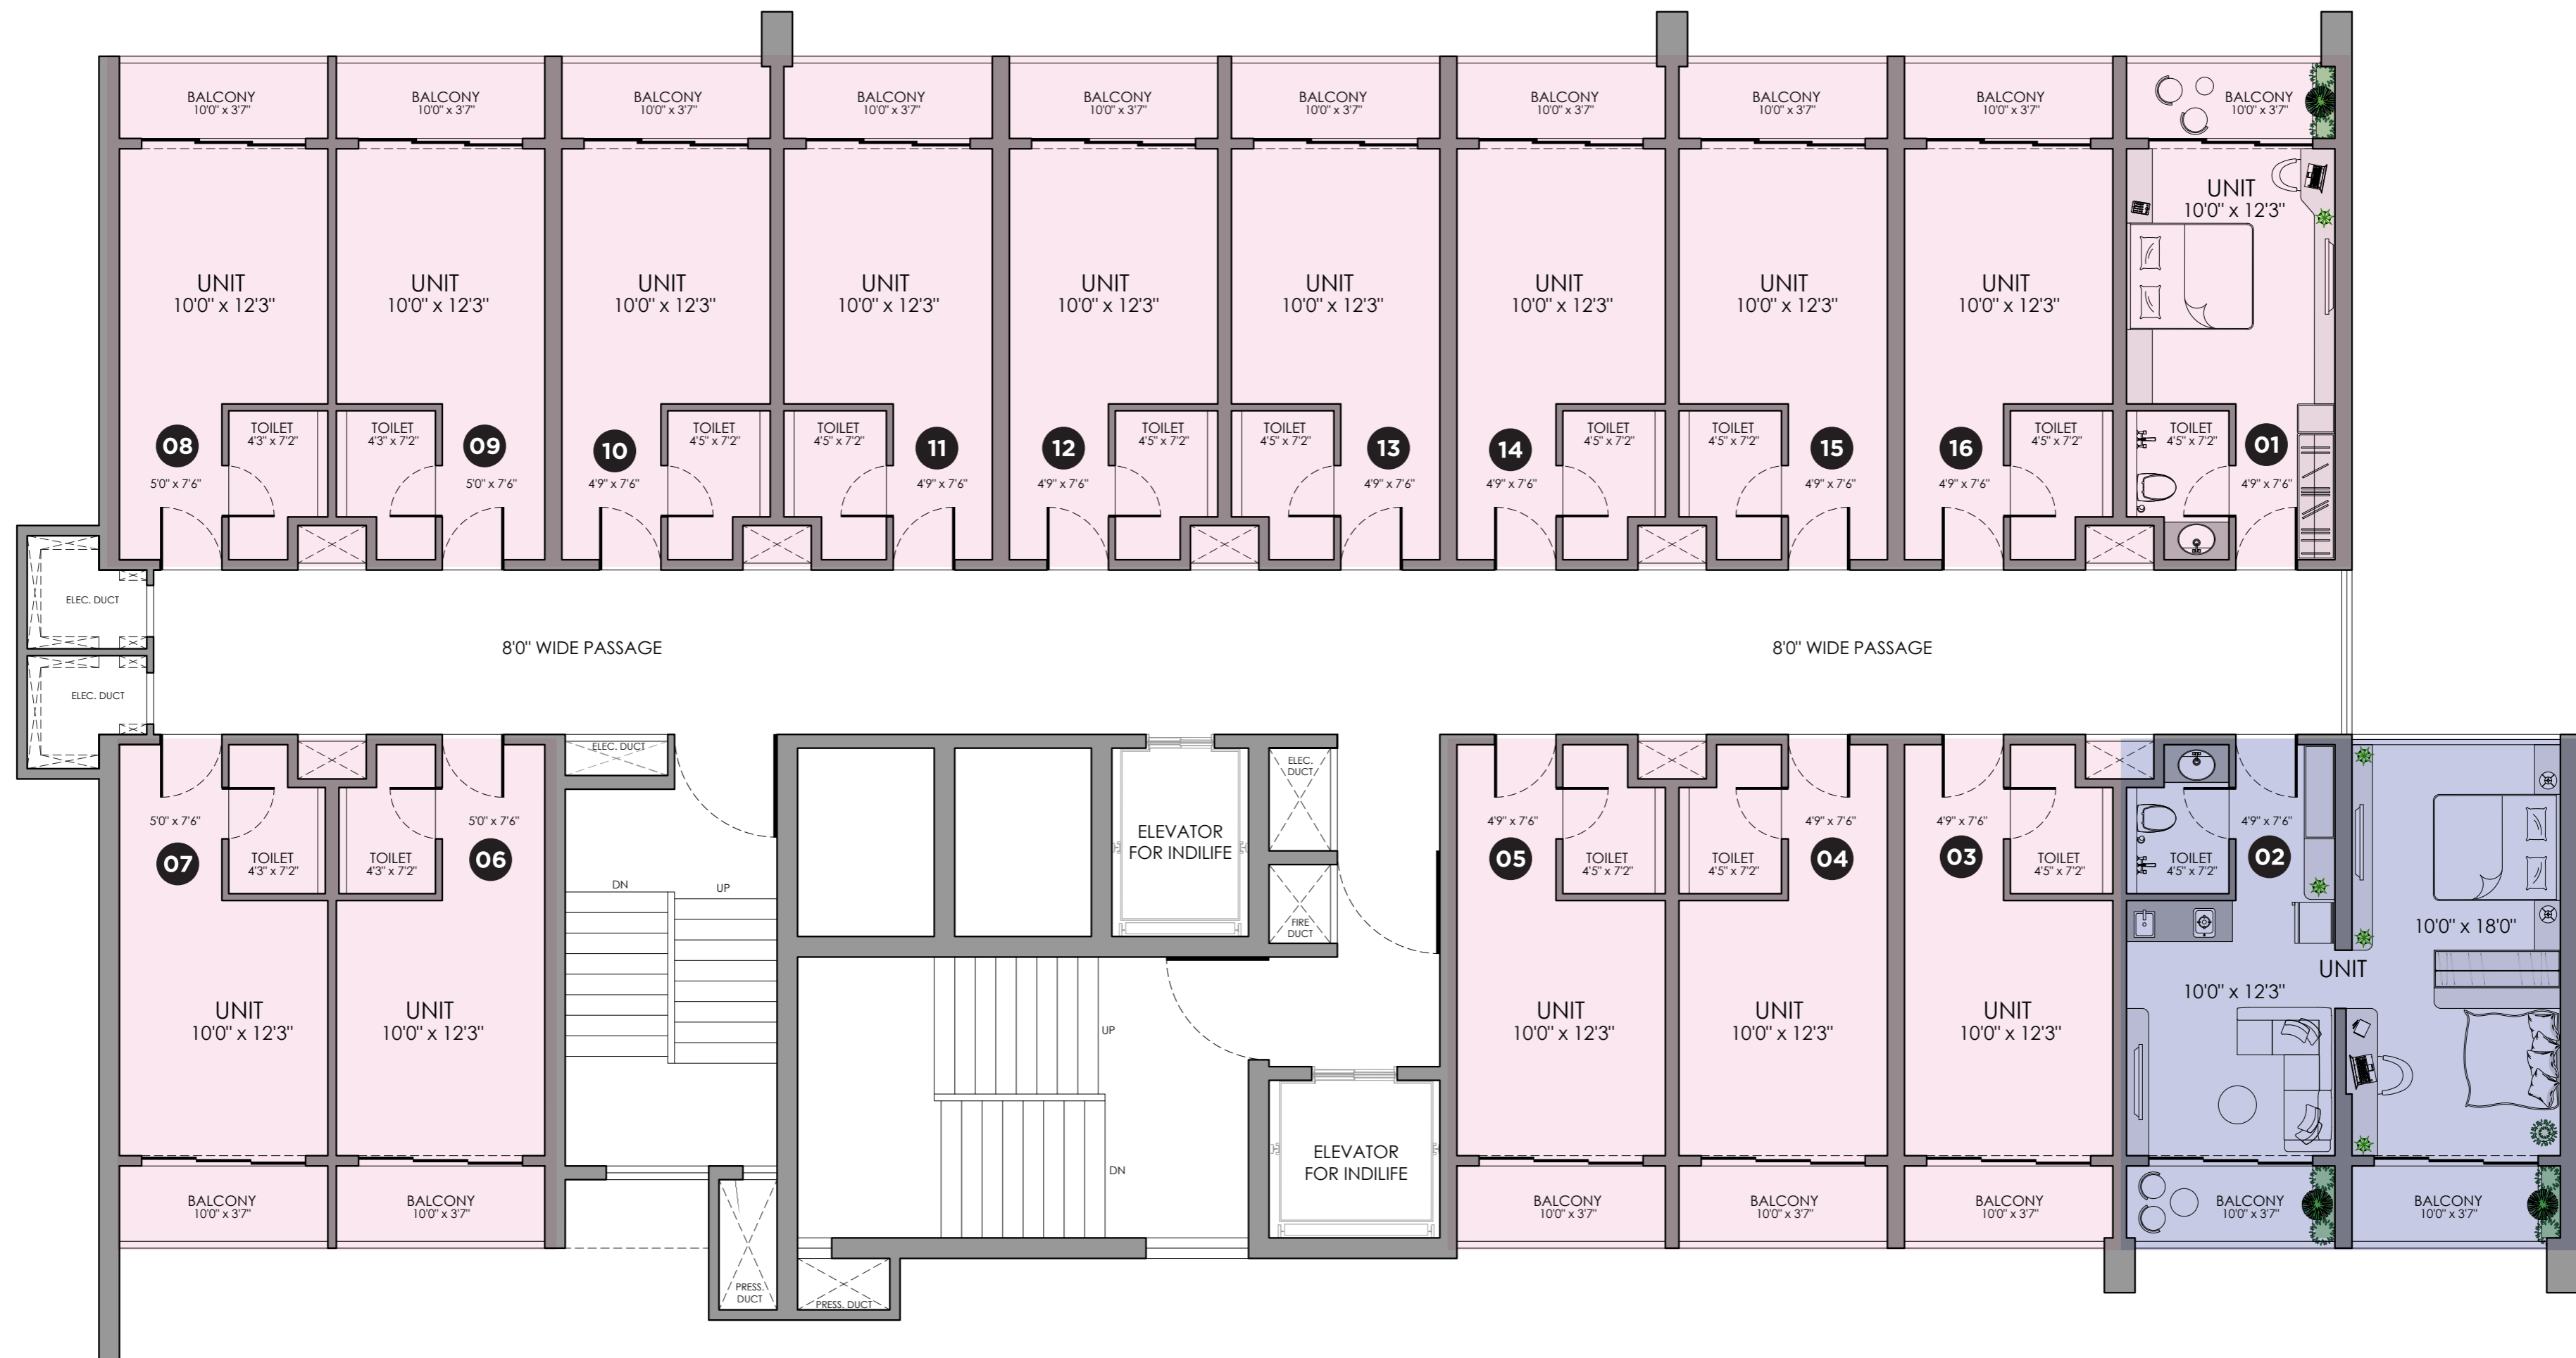 BALCONY
10'0" x 3'7"
BALCONY
10'0" x 3'7"
BALCONY
10'0" x 3'7"
BALCONY
10'0" x 3'7"
BALCONY
10'0" x 3'7"
BALCONY
10'0" x 3'7"
BALCONY
10'0" x 3'7"
BALCONY
10'0" x 3'7"
BALCONY
10'0" x 3'7"
BALCONY
10'0" x 3'7"
UNIT
10'0" x 12'3"
UNIT
10'0" x 12'3"
UNIT
10'0" x 12'3"
UNIT
10'0" x 12'3"
UNIT
10'0" x 12'3"
UNIT
10'0" x 12'3"
UNIT
10'0" x 12'3"
UNIT
10'0" x 12'3"
UNIT
10'0" x 12'3"
UNIT
10'0" x 12'3"
08
5'0" x 7'6"
TOILET
4'3" x 7'2"
TOILET
4'3" x 7'2"
09
5'0" x 7'6"
10
4'9" x 7'6"
TOILET
4'5" x 7'2"
TOILET
4'5" x 7'2"
11
4'9" x 7'6"
12
4'9" x 7'6"
TOILET
4'5" x 7'2"
TOILET
4'5" x 7'2"
13
4'9" x 7'6"
14
4'9" x 7'6"
TOILET
4'5" x 7'2"
TOILET
4'5" x 7'2"
15
4'9" x 7'6"
16
4'9" x 7'6"
TOILET
4'5" x 7'2"
TOILET
4'5" x 7'2"
01
4'9" x 7'6"
ELEC. DUCT
8'0" WIDE PASSAGE
8'0" WIDE PASSAGE
ELEC. DUCT
5'0" x 7'6"
07
TOILET
4'3" x 7'2"
TOILET
4'3" x 7'2"
5'0" x 7'6"
06
ELEC. DUCT
DN
UP
ELEVATOR
FOR INDILIFE
ELEC.
DUCT
FIRE
DUCT
4'9" x 7'6"
05
TOILET
4'5" x 7'2"
TOILET
4'5" x 7'2"
4'9" x 7'6"
04
4'9" x 7'6"
03
TOILET
4'5" x 7'2"
TOILET
4'5" x 7'2"
4'9" x 7'6"
02
10'0" x 18'0"
UNIT
10'0" x 12'3"
UNIT
10'0" x 12'3"
UNIT
10'0" x 12'3"
UP
DN
ELEVATOR
FOR INDILIFE
UNIT
10'0" x 12'3"
UNIT
10'0" x 12'3"
UNIT
10'0" x 12'3"
BALCONY
10'0" x 3'7"
BALCONY
10'0" x 3'7"
BALCONY
10'0" x 3'7"
BALCONY
10'0" x 3'7"
BALCONY
10'0" x 3'7"
BALCONY
10'0" x 3'7"
BALCONY
10'0" x 3'7"
PRESS.
DUCT
PRESS. DUCT